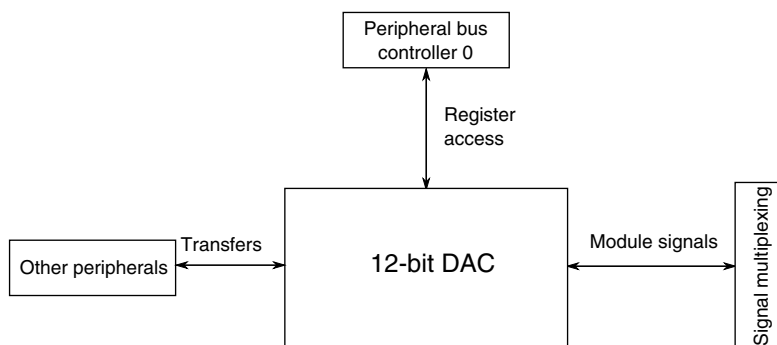 Peripheral bus
controller 0
Register
access
Transfers
Other peripherals
12-bit DAC
Module signals
Signal multiplexing